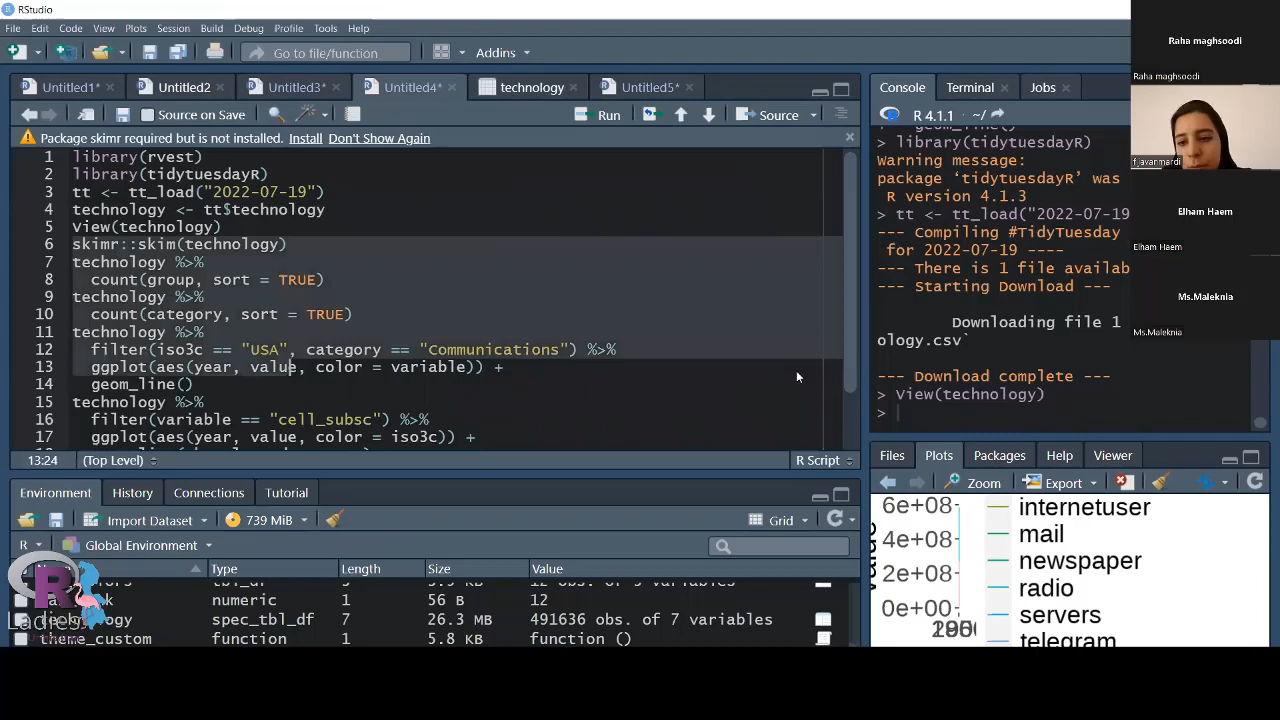 RStudio
File Edit Code View Plots Session Build Debug Profile Tools Help
Go to file/function Addins
Untitled1* Untitled2 Untitled3* Untitled4* technology Untitled5*
Source on Save Run Source
Package skimr required but is not installed. Install Don't Show Again
1 library(rvest)
2 library(tidytuesdayR)
3 tt <- tt_load("2022-07-19")
4 technology <- tt$technology
5 View(technology)
6 skimr::skim(technology)
7 technology %>%
8 count(group, sort = TRUE)
9 technology %>%
10 count(category, sort = TRUE)
11 technology %>%
12 filter(iso3c == "USA", category == "Communications") %>%
13 ggplot(aes(year, value, color = variable)) +
14 geom_line()
15 technology %>%
16 filter(variable == "cell_subsc") %>%
17 ggplot(aes(year, value, color = iso3c)) +
13:24 (Top Level) R Script
Environment History Connections Tutorial
Import Dataset 739 MiB Grid
R Global Environment
Type Length Size Value
numeric 1 56 B 12
spec_tbl_df 7 26.3 MB 491636 obs. of 7 variables
theme_custom function 1 5.8 KB function ()
R
Ladies
Console Terminal Jobs
R 4.1.1 ~/
geom_line()
> library(tidytuesdayR)
Warning message:
package ‘tidytuesdayR’ was
R version 4.1.3
> tt <- tt_load("2022-07-19
--- Compiling #TidyTuesday
for 2022-07-19 ----
--- There is 1 file availab
--- Starting Download ---
Downloading file 1
ology.csv`
--- Download complete ---
> View(technology)
>
Files Plots Packages Help Viewer
Zoom Export
6e+08
4e+08
2e+08
0e+00
value
internetuser
mail
newspaper
radio
servers
telegram
Raha maghsoodi
Raha maghsoodi
f_javanmardi
Elham Haem
Elham Haem
Ms.Maleknia
Ms.Maleknia